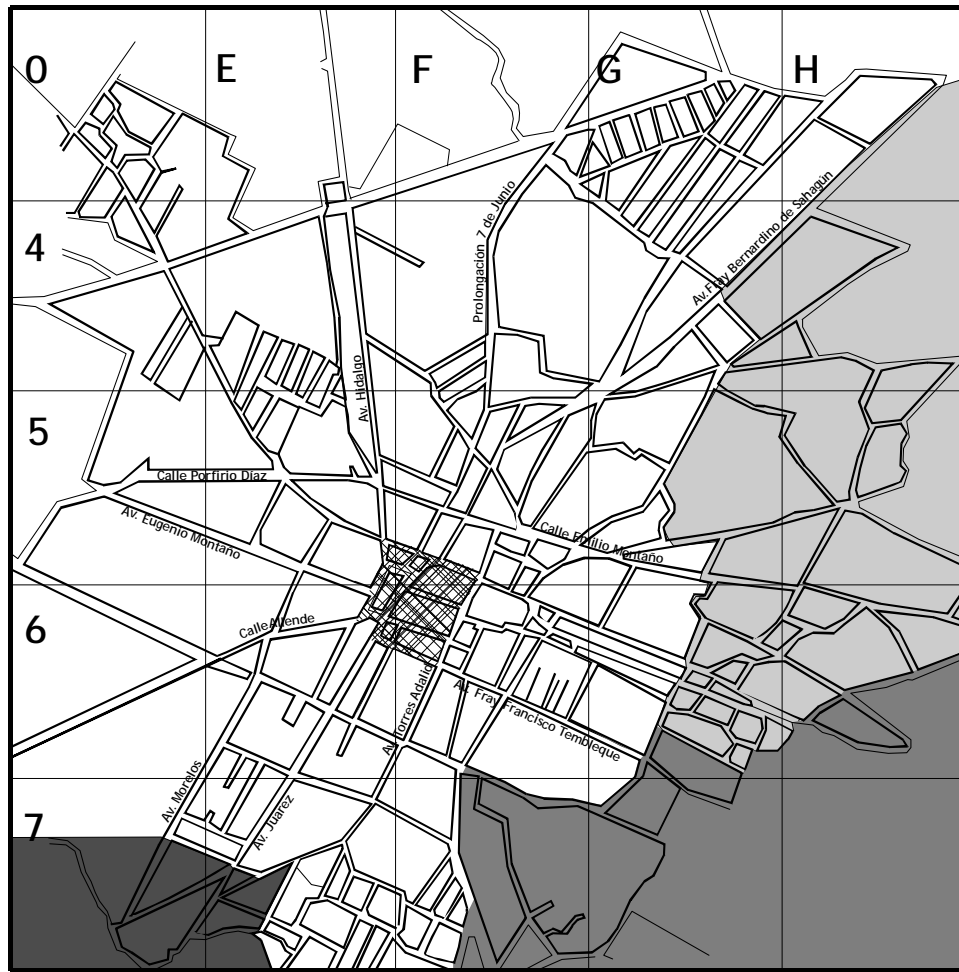 0
E
F
G
H
Prolongación 7 de Junio
Av. Fray Bernardino de Sahagún
4
Av. Hidalgo
5
Calle Porfirio Díaz
Av. Eugenio Montaño
Calle Emilio Montaño
6
Calle Allende
Av. Torres Adalid
Av. Fray Francisco Tembleque
Av. Morelos
Av. Juarez
7